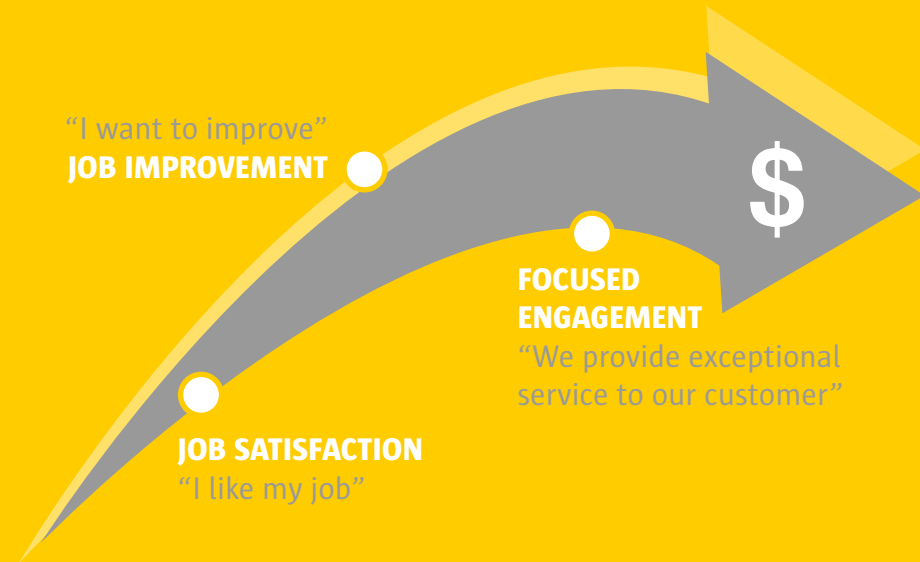 “I want to improve”
JOB IMPROVEMENT
$
FOCUSED
ENGAGEMENT
“We provide exceptional
service to our customer”
JOB SATISFACTION
“I like my job”